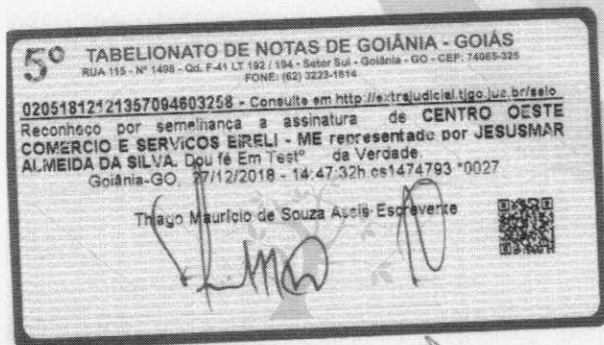 5º TABELIONATO DE NOTAS DE GOIÂNIA - GOIÁS
RUA 115 - Nº 1498 - Qd. F-41 LT 192 / 194 - Setor Sul - Goiânia - GO - CEP: 74085-325
FONE: (62) 3223-1814
02051812121357094603258 - Consulte em http://extrajudicial.tjgo.jus.br/selo
Reconheço por semelhança a assinatura de CENTRO OESTE
COMERCIO E SERVICOS EIRELI - ME representado por JESUSMAR
ALMEIDA DA SILVA. Dou fé Em Testº da Verdade.
Goiânia-GO, 27/12/2018 - 14:47:32h cs1474793 *0027
Thiago Maurício de Souza Assis Escrevente